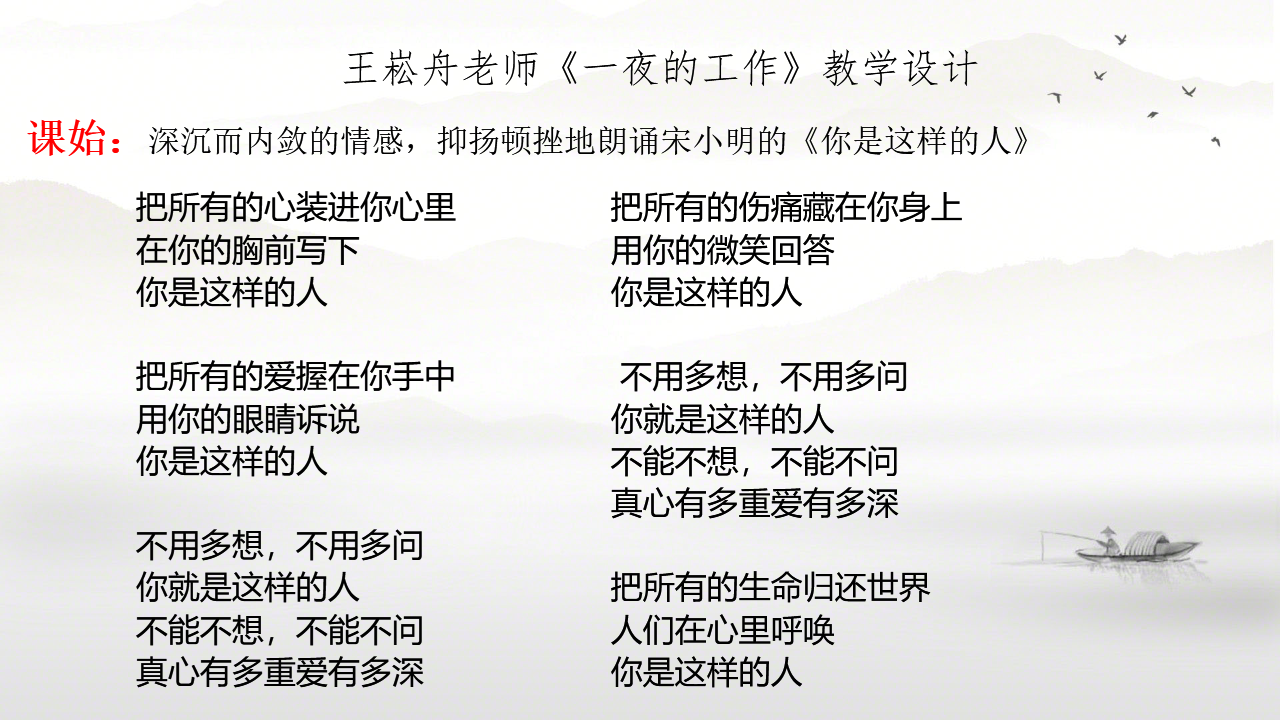 王崧舟老师《一夜的工作》教学设计
课始：深沉而内敛的情感，抑扬顿挫地朗诵宋小明的《你是这样的人》
把所有的心装进你心里
在你的胸前写下
你是这样的人
把所有的爱握在你手中
用你的眼睛诉说
你是这样的人
不用多想，不用多问
你就是这样的人
不能不想，不能不问
真心有多重爱有多深
把所有的伤痛藏在你身上
用你的微笑回答
你是这样的人
不用多想，不用多问
你就是这样的人
不能不想，不能不问
真心有多重爱有多深
把所有的生命归还世界
人们在心里呼唤
你是这样的人